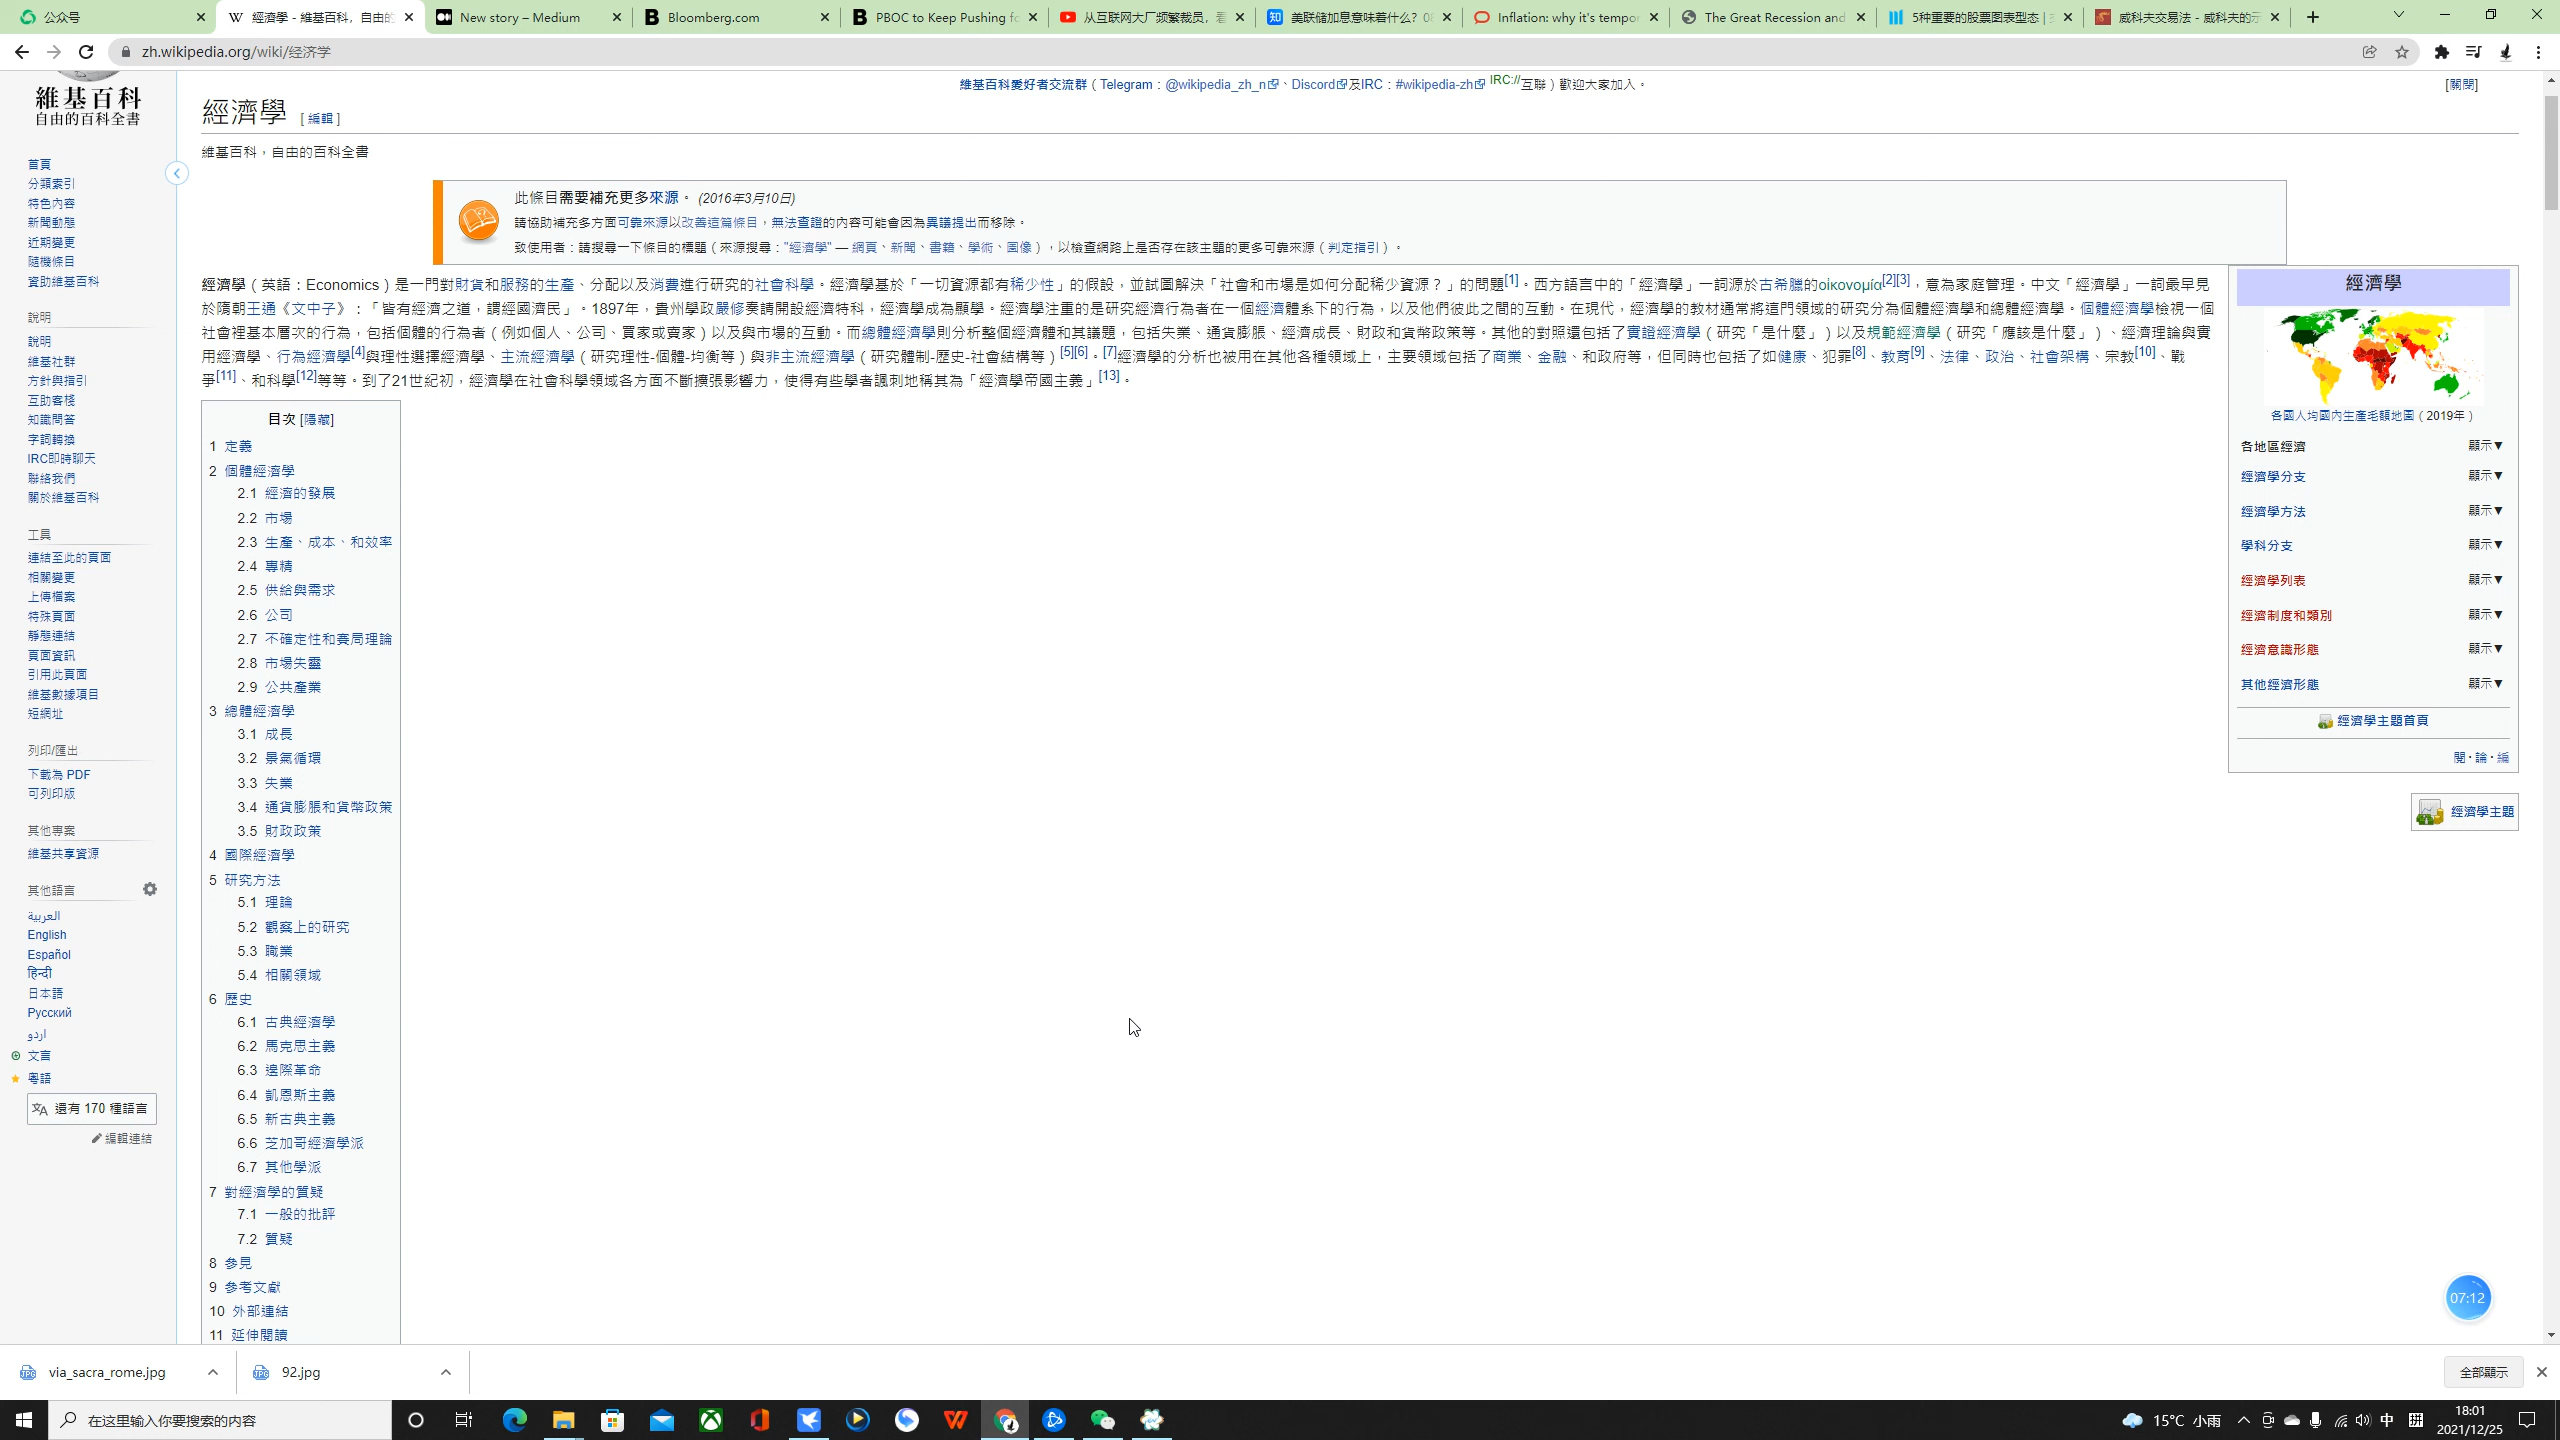 公众号
經濟學 - 維基百科，自由的
New story – Medium
Bloomberg.com
PBOC to Keep Pushing fo
从互联网大厂频繁裁员，看
美联储加息意味着什么？
Inflation: why it's tempor
The Great Recession and
5种重要的股票图表型态 |
威科夫交易法 - 威科夫的示
zh.wikipedia.org/wiki/经济学
維基百科
自由的百科全書
首頁
分類索引
特色內容
新聞動態
近期變更
隨機條目
資助維基百科
說明
說明
維基社群
方針與指引
互助客棧
知識問答
字詞轉換
IRC即時聊天
聯絡我們
關於維基百科
工具
連結至此的頁面
相關變更
上傳檔案
特殊頁面
靜態連結
頁面資訊
引用此頁面
維基數據項目
短網址
列印/匯出
下載為 PDF
可列印版
其他專案
維基共享資源
其他語言
العربية
English
Español
हिन्दी
日本語
Русский
اردو
文言
粵語
還有 170 種語言
編輯連結
維基百科愛好者交流群（Telegram：@wikipedia_zh_n、Discord及IRC：#wikipedia-zh IRC://互聯）歡迎大家加入。
[關閉]
經濟學 [ 編輯 ]
維基百科，自由的百科全書
此條目需要補充更多來源。 (2016年3月10日)
請協助補充多方面可靠來源以改善這篇條目，無法查證的內容可能會因為異議提出而移除。
致使用者：請搜尋一下條目的標題（來源搜尋："經濟學" — 網頁、新聞、書籍、學術、圖像），以檢查網路上是否存在該主題的更多可靠來源（判定指引）。
經濟學（英語：Economics）是一門對財貨和服務的生產、分配以及消費進行研究的社會科學。經濟學基於「一切資源都有稀少性」的假設，並試圖解決「社會和市場是如何分配稀少資源？」的問題[1]。西方語言中的「經濟學」一詞源於古希臘的οἰκονομία[2][3]，意為家庭管理。中文「經濟學」一詞最早見
於隋朝王通《文中子》：「皆有經濟之道，謂經國濟民」。1897年，貴州學政嚴修奏請開設經濟特科，經濟學成為顯學。經濟學注重的是研究經濟行為者在一個經濟體系下的行為，以及他們彼此之間的互動。在現代，經濟學的教材通常將這門領域的研究分為個體經濟學和總體經濟學。個體經濟學檢視一個
社會裡基本層次的行為，包括個體的行為者（例如個人、公司、買家或賣家）以及與市場的互動。而總體經濟學則分析整個經濟體和其議題，包括失業、通貨膨脹、經濟成長、財政和貨幣政策等。其他的對照還包括了實證經濟學（研究「是什麼」）以及規範經濟學（研究「應該是什麼」）、經濟理論與實
用經濟學、行為經濟學[4]與理性選擇經濟學、主流經濟學（研究理性-個體-均衡等）與非主流經濟學（研究體制-歷史-社會結構等）[5][6]。[7]經濟學的分析也被用在其他各種領域上，主要領域包括了商業、金融、和政府等，但同時也包括了如健康、犯罪[8]、教育[9]、法律、政治、社會架構、宗教[10]、戰
爭[11]、和科學[12]等等。到了21世紀初，經濟學在社會科學領域各方面不斷擴張影響力，使得有些學者諷刺地稱其為「經濟學帝國主義」[13]。
目次 [隱藏]
1 定義
2 個體經濟學
2.1 經濟的發展
2.2 市場
2.3 生產、成本、和效率
2.4 專精
2.5 供給與需求
2.6 公司
2.7 不確定性和賽局理論
2.8 市場失靈
2.9 公共產業
3 總體經濟學
3.1 成長
3.2 景氣循環
3.3 失業
3.4 通貨膨脹和貨幣政策
3.5 財政政策
4 國際經濟學
5 研究方法
5.1 理論
5.2 觀察上的研究
5.3 職業
5.4 相關領域
6 歷史
6.1 古典經濟學
6.2 馬克思主義
6.3 邊際革命
6.4 凱恩斯主義
6.5 新古典主義
6.6 芝加哥經濟學派
6.7 其他學派
7 對經濟學的質疑
7.1 一般的批評
7.2 質疑
8 參見
9 參考文獻
10 外部連結
11 延伸閱讀
經濟學
各國人均國內生產毛額地圖（2019年）
各地區經濟 顯示▼
經濟學分支 顯示▼
經濟學方法 顯示▼
學科分支 顯示▼
經濟學列表 顯示▼
經濟制度和類別 顯示▼
經濟意識形態 顯示▼
其他經濟形態 顯示▼
經濟學主題首頁
閱·論·編
經濟學主題
07:12
via_sacra_rome.jpg
92.jpg
全部顯示
在这里输入你要搜索的内容
15°C 小雨
中
拼
18:01
2021/12/25